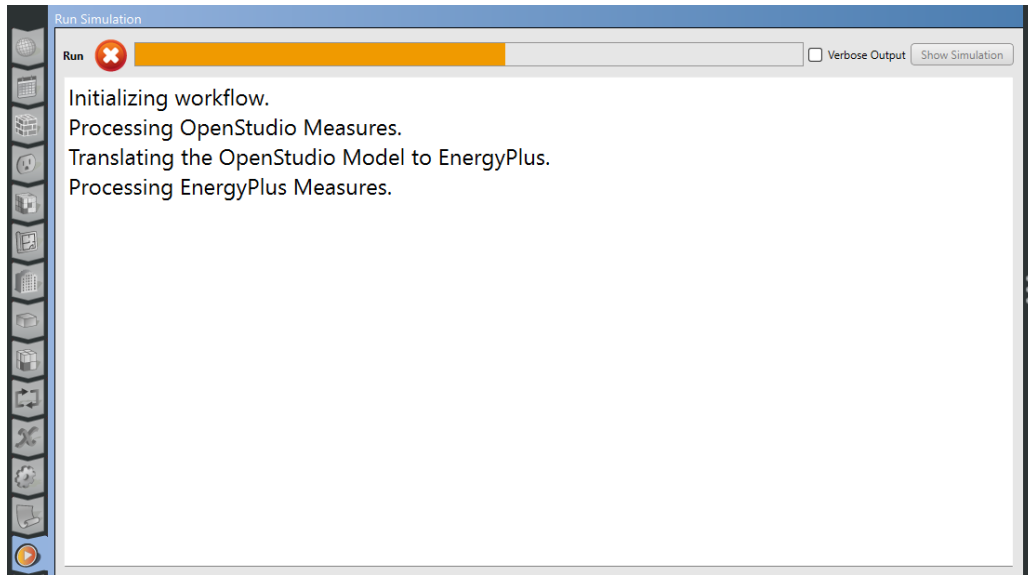 Run Simulation
Run
Verbose Output
Show Simulation
Initializing workflow.
Processing OpenStudio Measures.
Translating the OpenStudio Model to EnergyPlus.
Processing EnergyPlus Measures.